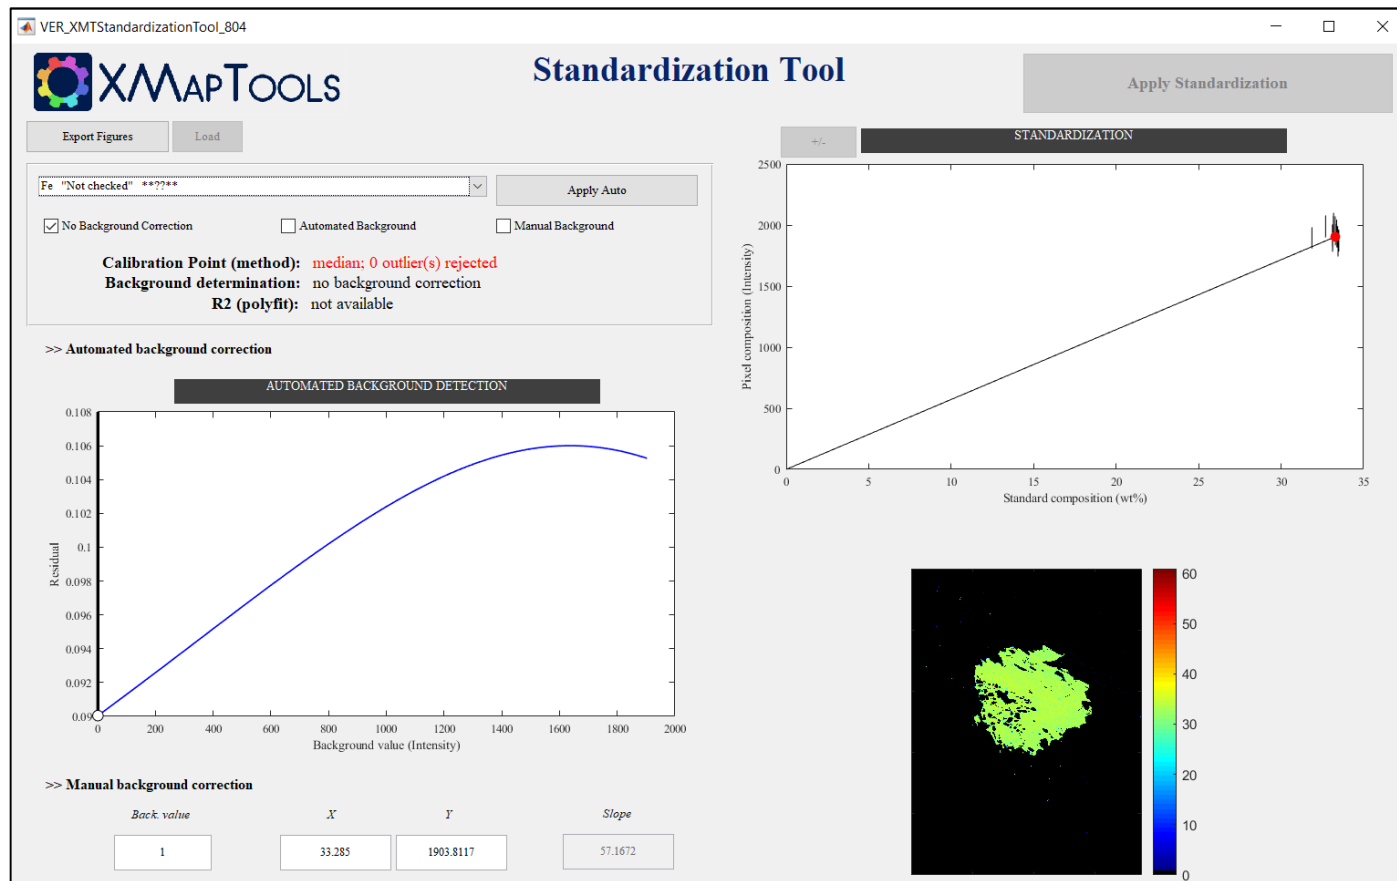 VER_XMTStandardizationTool_804
XMAPTOOLS
Standardization Tool
Apply Standardization
Export Figures
Load
+/-
STANDARDIZATION
Fe "Not checked" **??**
Apply Auto
No Background Correction
Automated Background
Manual Background
Calibration Point (method): median; 0 outlier(s) rejected
Background determination: no background correction
R2 (polyfit): not available
>> Automated background correction
AUTOMATED BACKGROUND DETECTION
0.108
0.106
0.104
0.102
0.1
0.098
0.096
0.094
0.092
0.09
Residual
0 200 400 600 800 1000 1200 1400 1600 1800 2000
Background value (Intensity)
2500
2000
1500
1000
500
0
Pixel composition (Intensity)
0 5 10 15 20 25 30 35
Standard composition (wt%)
60
50
40
30
20
10
0
>> Manual background correction
Back. value X Y Slope
1 33.285 1903.8117 57.1672